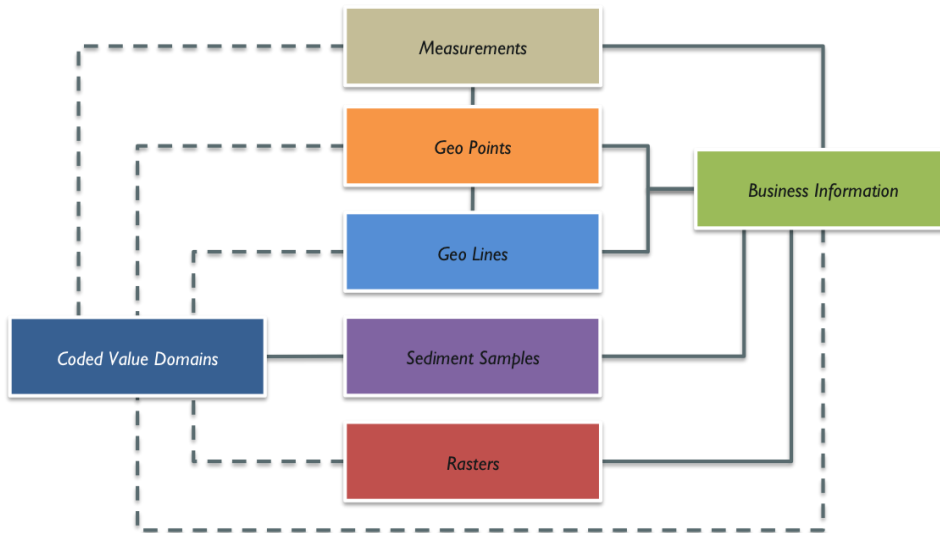 Measurements
Geo Points
Business Information
Geo Lines
Coded Value Domains
Sediment Samples
Rasters